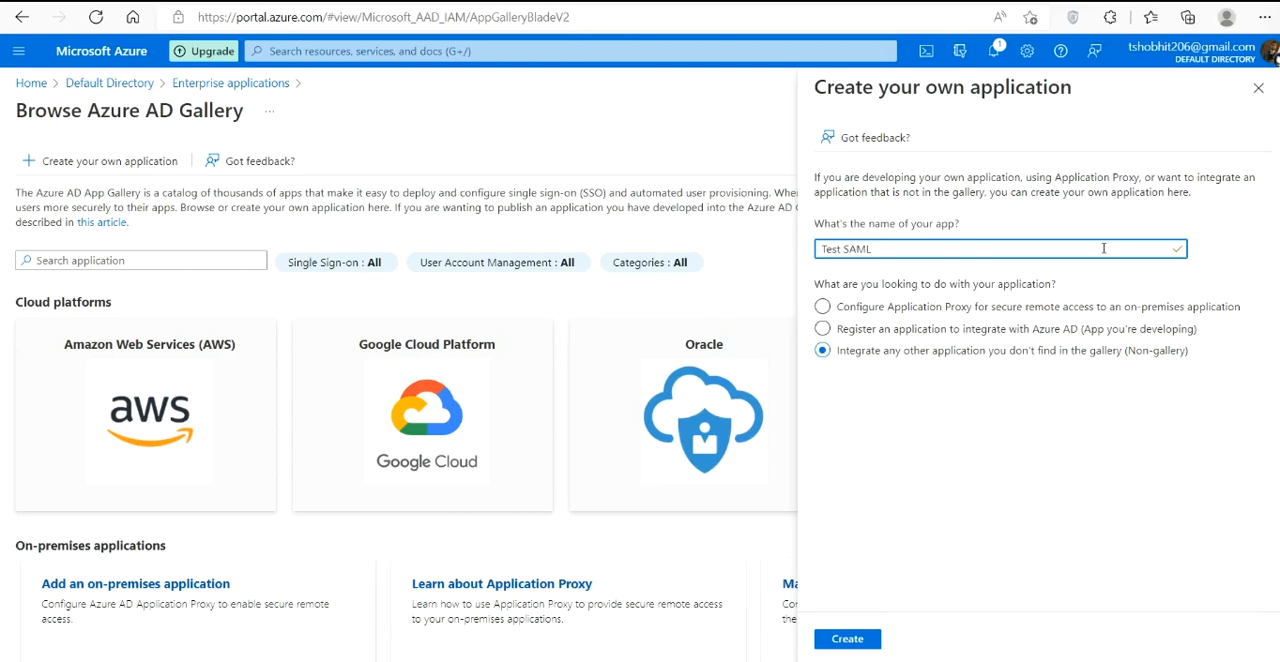 https://portal.azure.com/#view/Microsoft_AAD_IAM/AppGalleryBladeV2
Microsoft Azure
Upgrade
Search resources, services, and docs (G+/)
1
tshobhit206@gmail.com
DEFAULT DIRECTORY
Home > Default Directory > Enterprise applications >
Browse Azure AD Gallery ...
Create your own application
Got feedback?
The Azure AD App Gallery is a catalog of thousands of apps that make it easy to deploy and configure single sign-on (SSO) and automated user provisioning. Whe
users more securely to their apps. Browse or create your own application here. If you are wanting to publish an application you have developed into the Azure AD
described in this article.
Search application
Single Sign-on : All
User Account Management : All
Categories : All
Cloud platforms
Amazon Web Services (AWS)
aws
Google Cloud Platform
Google Cloud
Oracle
On-premises applications
Add an on-premises application
Configure Azure AD Application Proxy to enable secure remote
access.
Learn about Application Proxy
Learn how to use Application Proxy to provide secure remote access
to your on-premises applications.
Ma
Co
the
Create your own application
Got feedback?
If you are developing your own application, using Application Proxy, or want to integrate an
application that is not in the gallery, you can create your own application here.
What's the name of your app?
Test SAML
What are you looking to do with your application?
Configure Application Proxy for secure remote access to an on-premises application
Register an application to integrate with Azure AD (App you're developing)
Integrate any other application you don't find in the gallery (Non-gallery)
Create